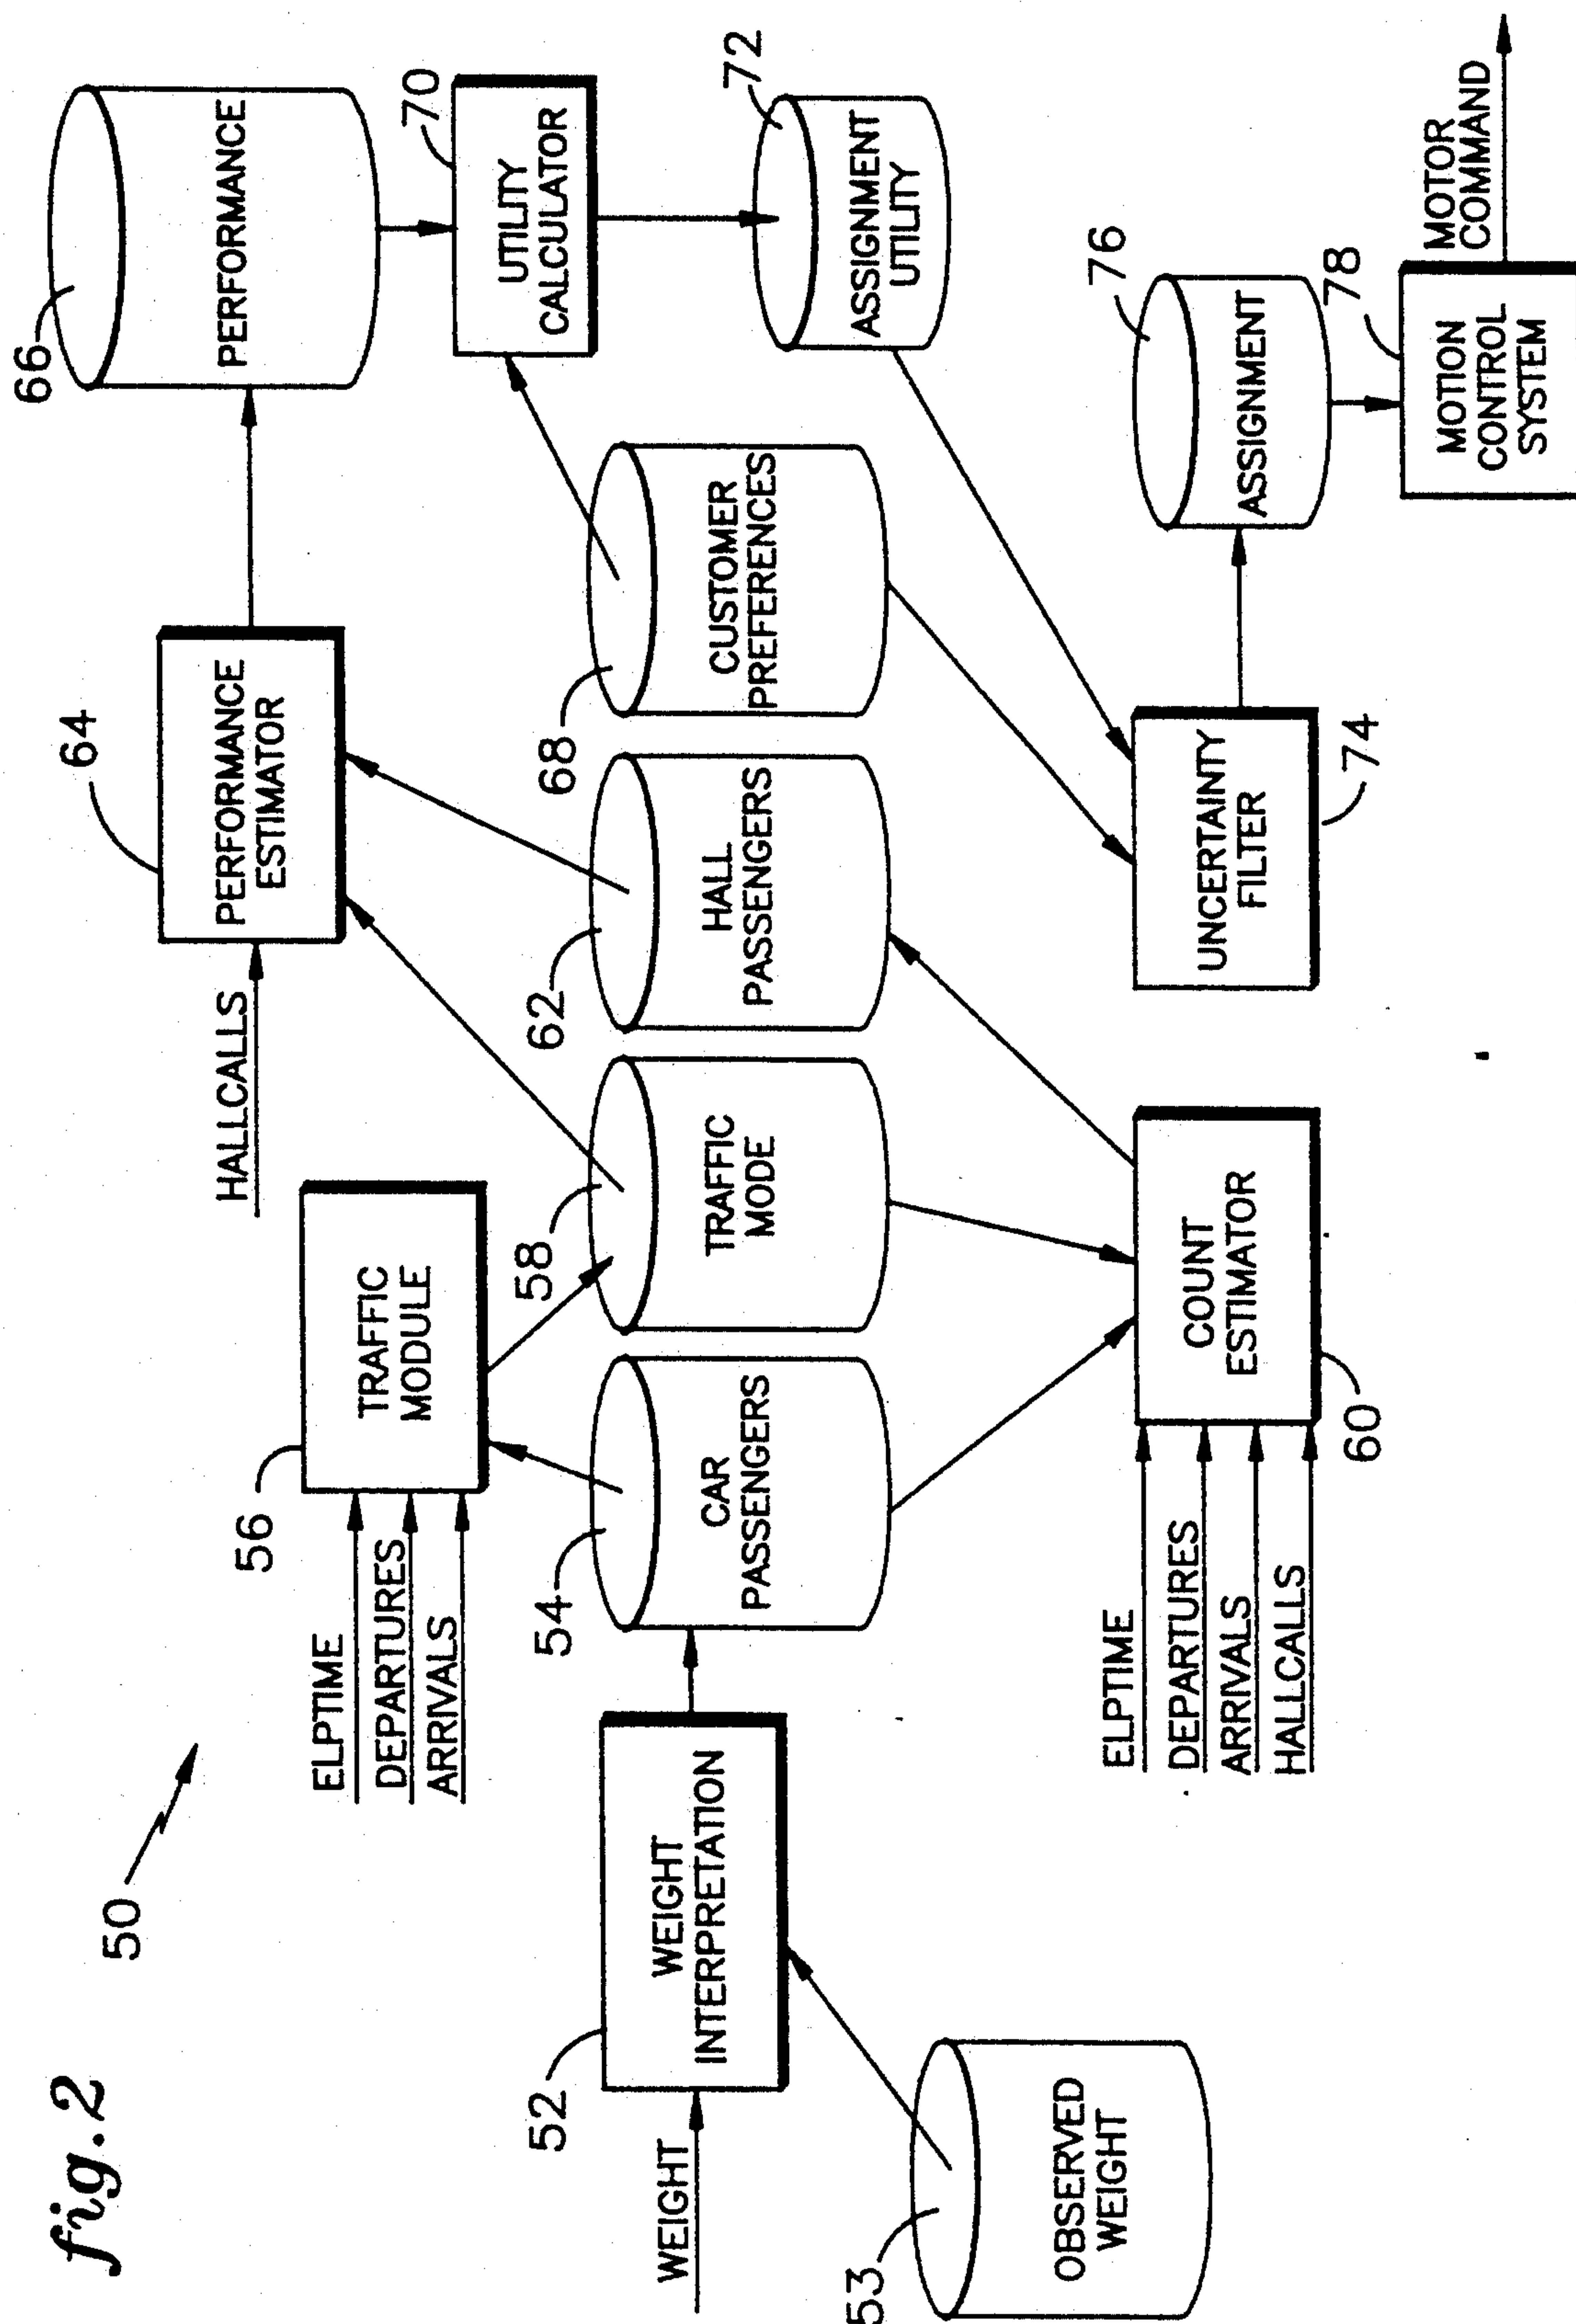 fig.2
50
66
PERFORMANCE
64
PERFORMANCE
ESTIMATOR
HALLCALLS
70
UTILITY
CALCULATOR
56
TRAFFIC
MODULE
ELPTIME
DEPARTURES
ARRIVALS
72
ASSIGNMENT
UTILITY
52
WEIGHT
INTERPRETATION
WEIGHT
54
CAR
PASSENGERS
58
TRAFFIC
MODE
62
HALL
PASSENGERS
68
CUSTOMER
PREFERENCES
53
OBSERVED
WEIGHT
ELPTIME
DEPARTURES
ARRIVALS
HALLCALLS
COUNT
ESTIMATOR
60
UNCERTAINTY
FILTER
74
76
ASSIGNMENT
78
MOTION
CONTROL
SYSTEM
MOTOR
COMMAND